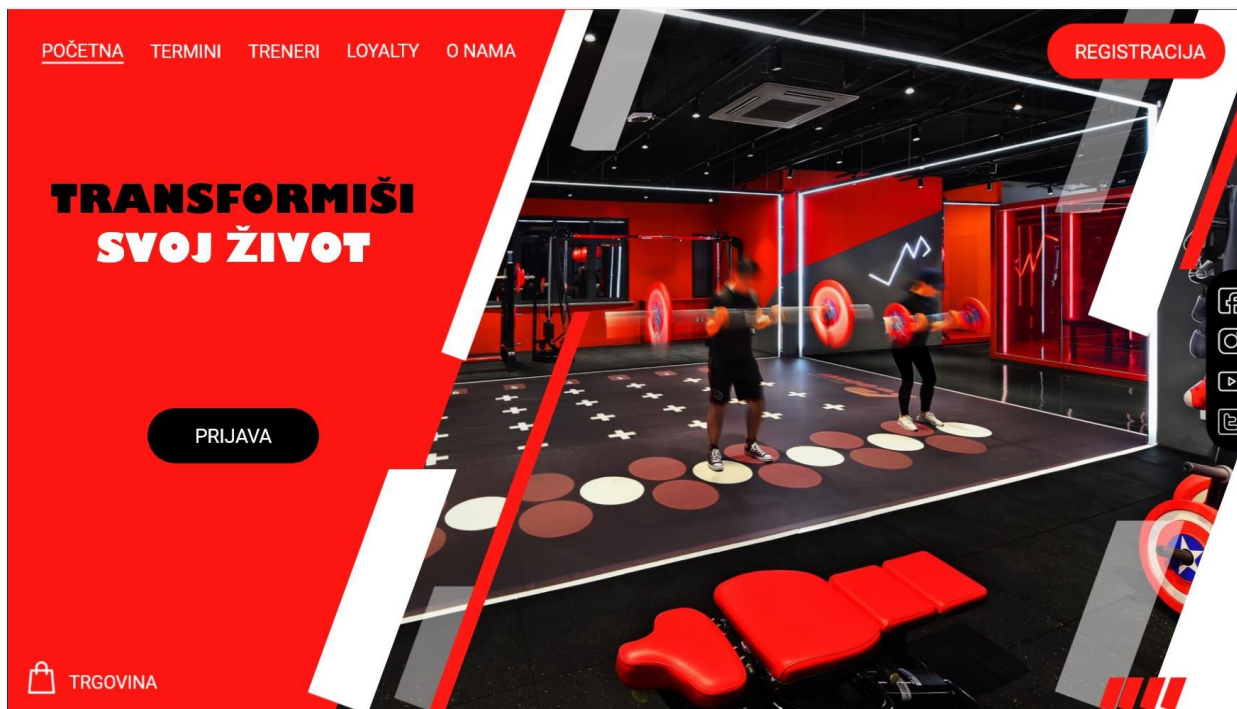 POČETNA TERMINI TRENERI LOYALTY O NAMA
REGISTRACIJA
TRANSFORMIŠI
SVOJ ŽIVOT
PRIJAVA
TRGOVINA